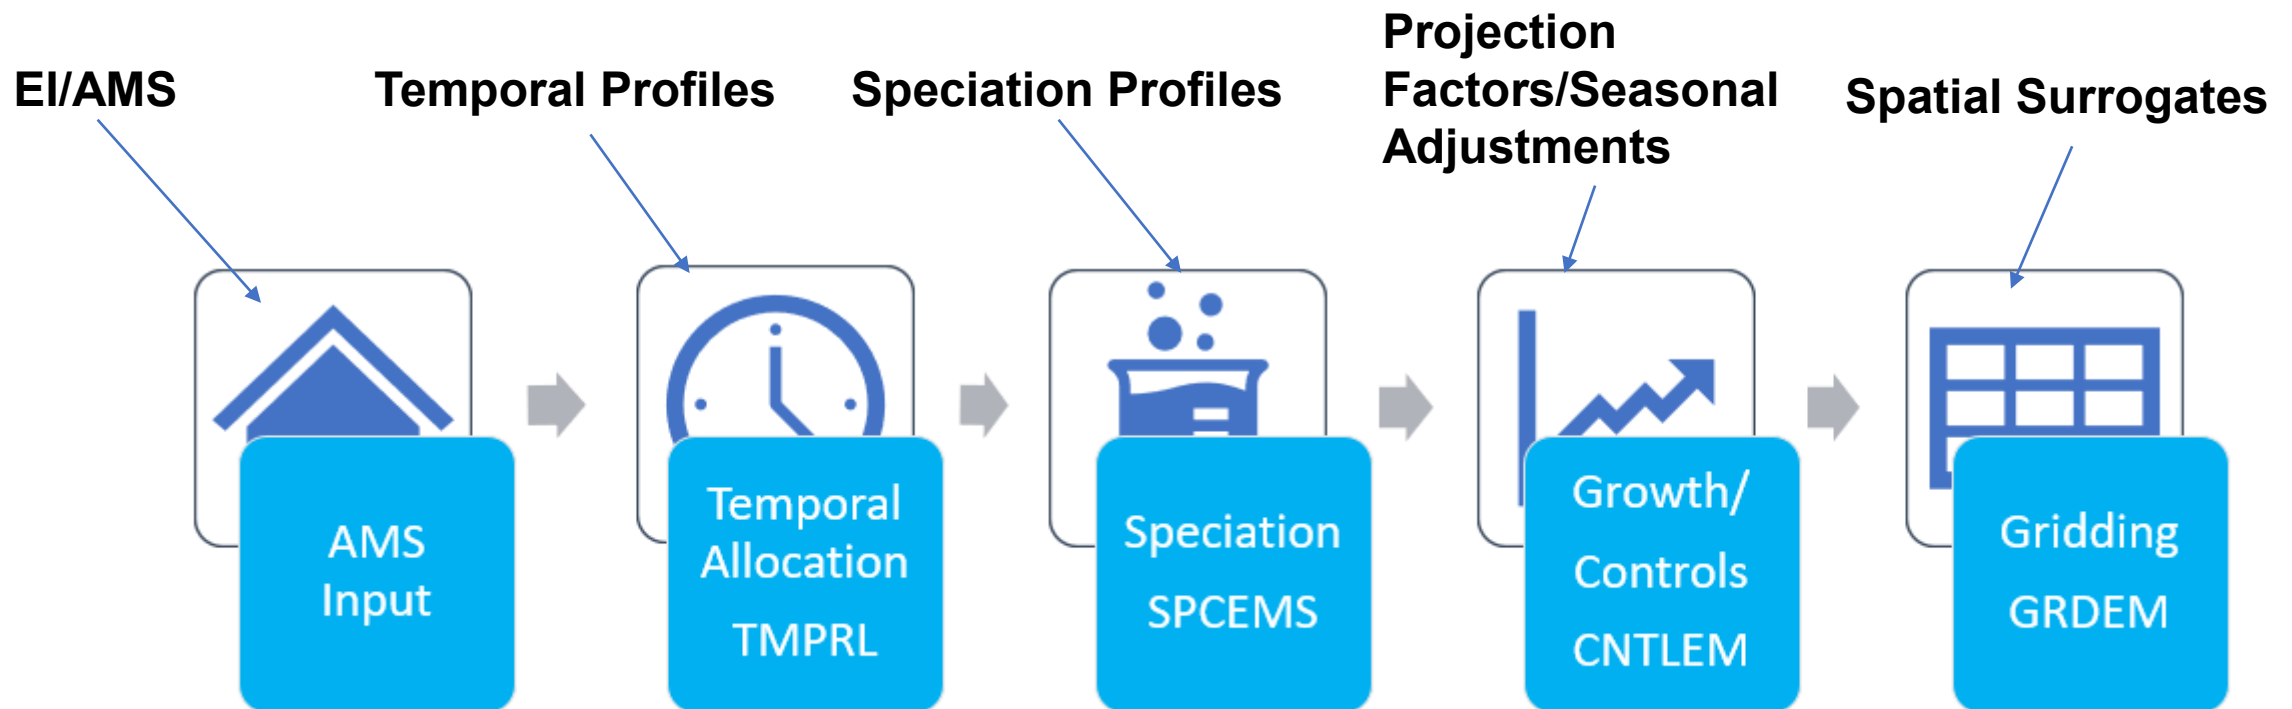 EI/AMS
Temporal Profiles
Speciation Profiles
Projection
Factors/Seasonal
Adjustments
Spatial Surrogates
AMS
Input
Temporal
Allocation
TMPRL
Speciation
SPCEMS
Growth/
Controls
CNTLEM
Gridding
GRDEM